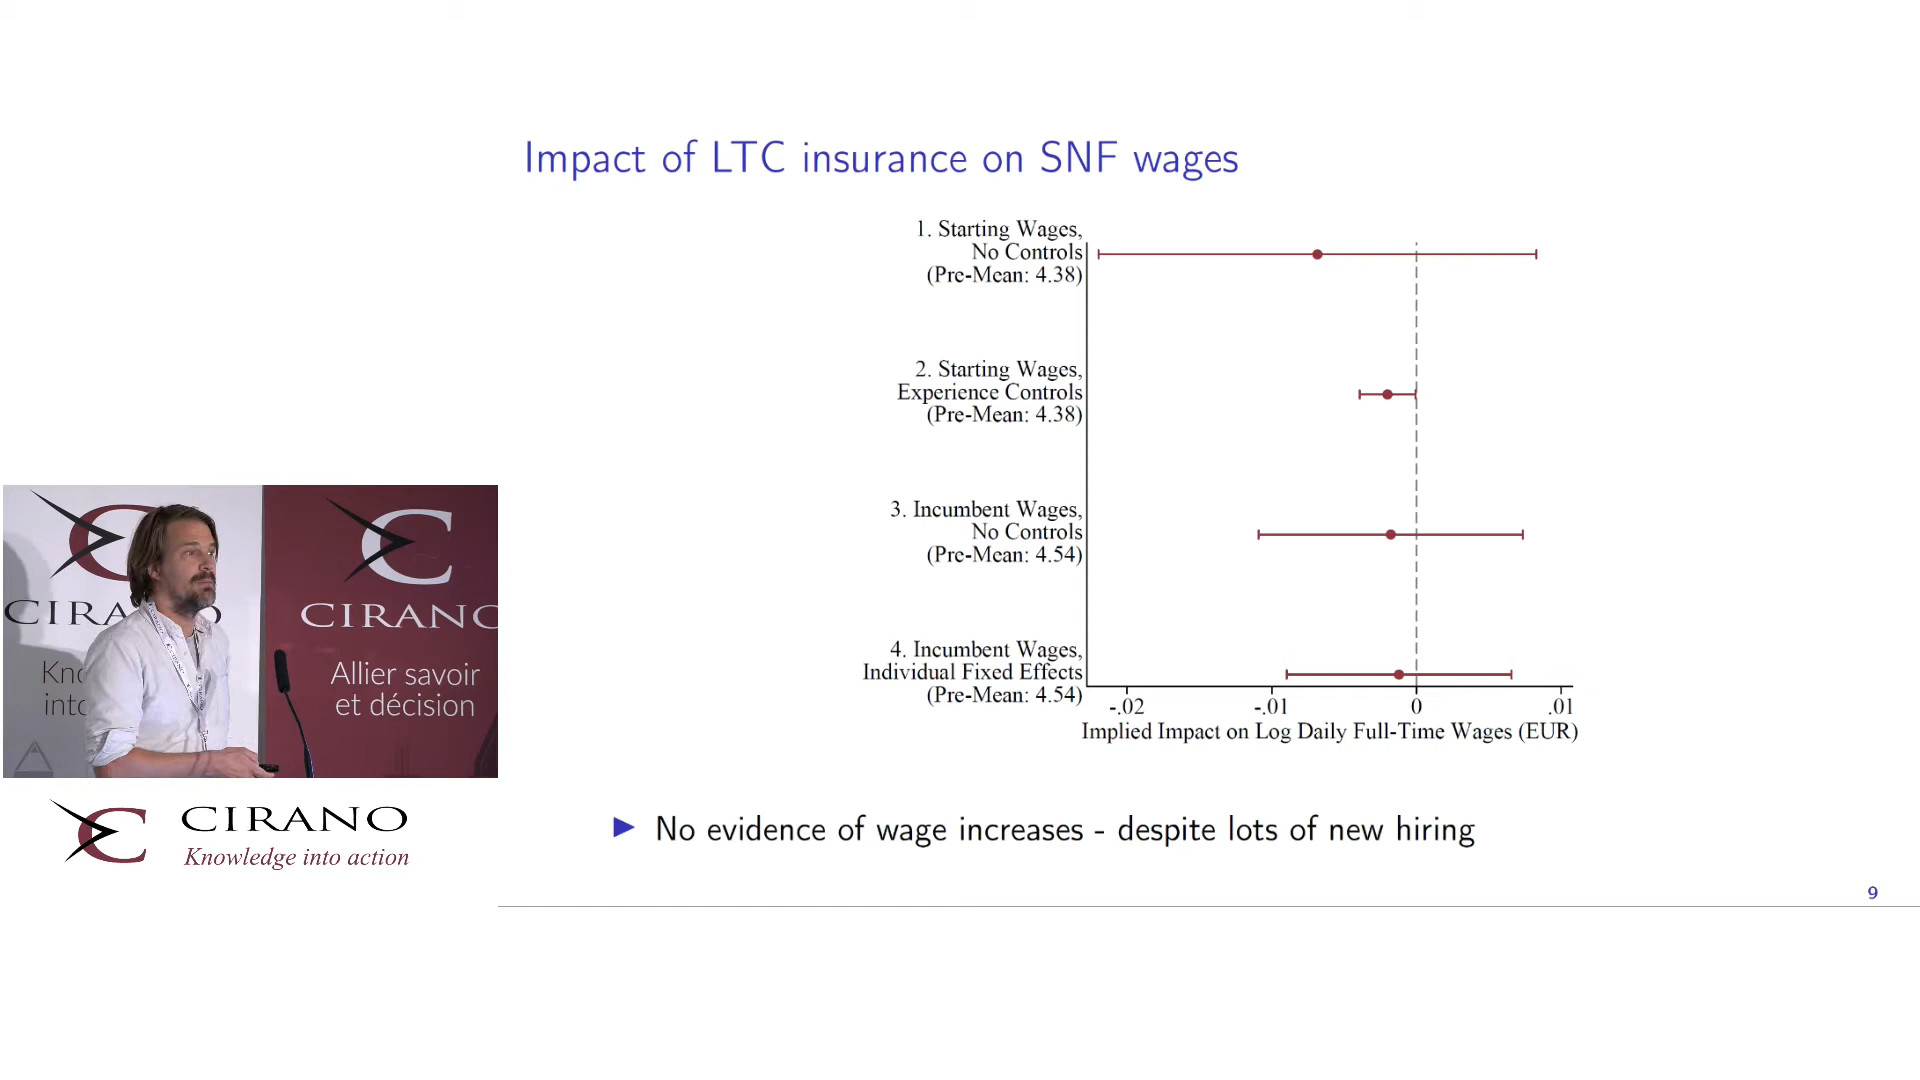 Impact of LTC insurance on SNF wages
1. Starting Wages,
No Controls
(Pre-Mean: 4.38)
2. Starting Wages,
Experience Controls
(Pre-Mean: 4.38)
3. Incumbent Wages,
No Controls
(Pre-Mean: 4.54)
4. Incumbent Wages,
Individual Fixed Effects
(Pre-Mean: 4.54)
-.02 -.01 0 .01
Implied Impact on Log Daily Full-Time Wages (EUR)
▶ No evidence of wage increases - despite lots of new hiring
9
CIRANO
Allier savoir
et décision
CIRANO
Knowledge into action